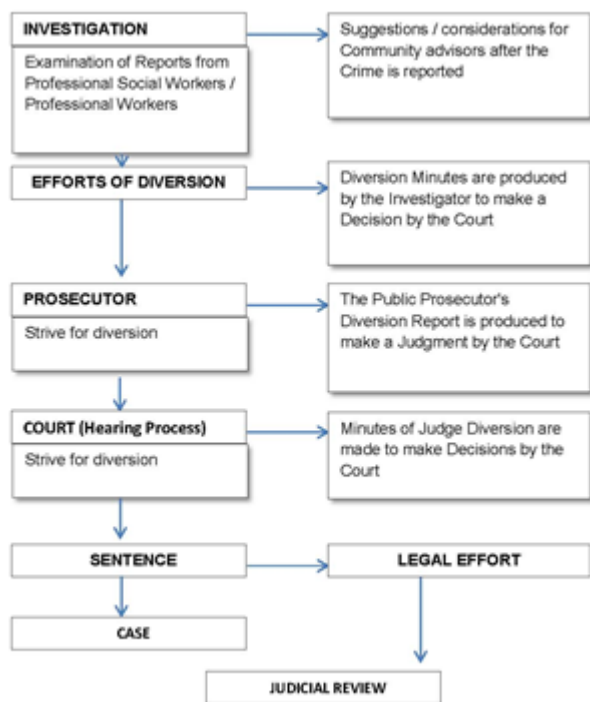 INVESTIGATION
Examination of Reports from
Professional Social Workers /
Professional Workers
Suggestions / considerations for
Community advisors after the
Crime is reported
EFFORTS OF DIVERSION
Diversion Minutes are produced
by the Investigator to make a
Decision by the Court
PROSECUTOR
Strive for diversion
The Public Prosecutor's
Diversion Report is produced to
make a Judgment by the Court
COURT (Hearing Process)
Strive for diversion
Minutes of Judge Diversion are
made to make Decisions by the
Court
SENTENCE
LEGAL EFFORT
CASE
JUDICIAL REVIEW